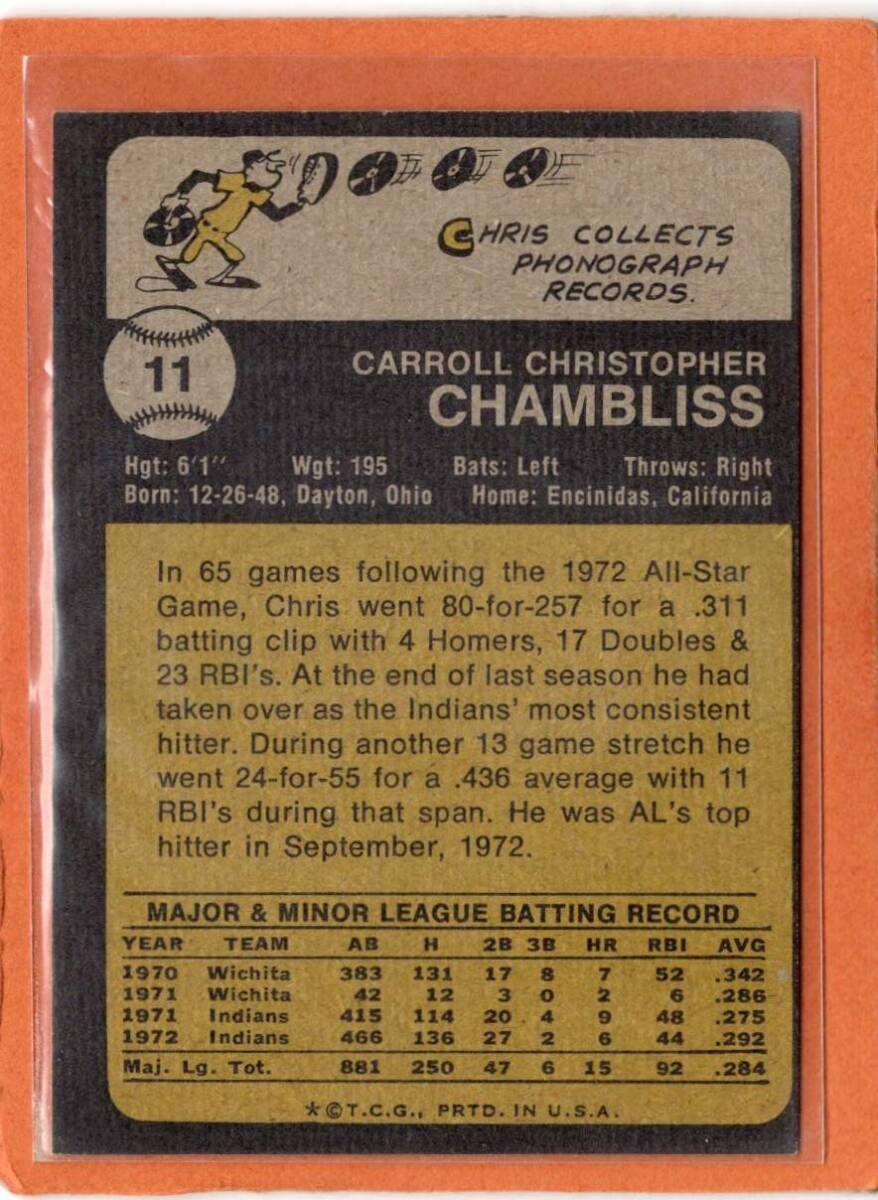 CHRIS COLLECTS
PHONOGRAPH
RECORDS.
11
CARROLL CHRISTOPHER
CHAMBLISS
Hgt: 6'1" Wgt: 195 Bats: Left Throws: Right
Born: 12-26-48, Dayton, Ohio Home: Encinidas, California
In 65 games following the 1972 All-Star
Game, Chris went 80-for-257 for a .311
batting clip with 4 Homers, 17 Doubles &
23 RBI's. At the end of last season he had
taken over as the Indians' most consistent
hitter. During another 13 game stretch he
went 24-for-55 for a .436 average with 11
RBI's during that span. He was AL's top
hitter in September, 1972.
MAJOR & MINOR LEAGUE BATTING RECORD
YEAR TEAM AB H 2B 3B HR RBI AVG
1970 Wichita 383 131 17 8 7 52 .342
1971 Wichita 42 12 3 0 2 6 .286
1971 Indians 415 114 20 4 9 48 .275
1972 Indians 466 136 27 2 6 44 .292
Maj. Lg. Tot. 881 250 47 6 15 92 .284
*©T.C.G., PRTD. IN U.S.A.